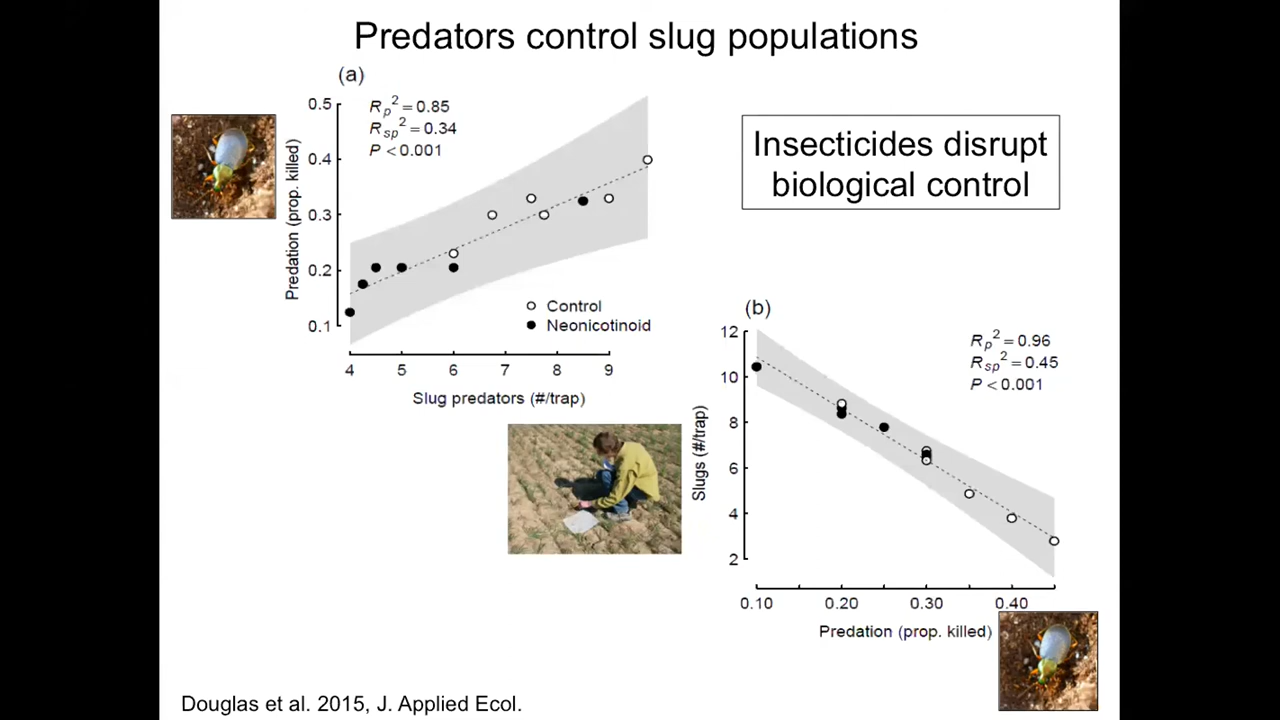 Predators control slug populations
(a)
Rp² = 0.85
Rsp² = 0.34
P < 0.001
0.5
0.4
0.3
0.2
0.1
Predation (prop. killed)
Control
Neonicotinoid
4 5 6 7 8 9
Slug predators (#/trap)
Insecticides disrupt
biological control
(b)
Rp² = 0.96
Rsp² = 0.45
P < 0.001
12
10
8
6
4
2
Slugs (#/trap)
0.10 0.20 0.30 0.40
Predation (prop. killed)
Douglas et al. 2015, J. Applied Ecol.